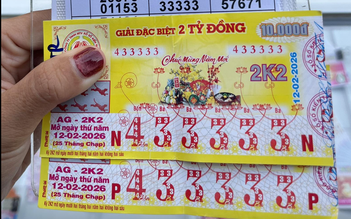 01153 33333 57671
GIẢI ĐẶC BIỆT 2 TỶ ĐỒNG 10.000đ
433333 433333
Chúc Mừng Năm Mới
2K2
12-02-2026
AG - 2K2
Mở ngày thứ năm
12-02-2026
(25 Tháng Chạp)
N 433333 N
AG - 2K2
Mở ngày thứ năm
12-02-2026
(25 Tháng Chạp)
P 433333 P